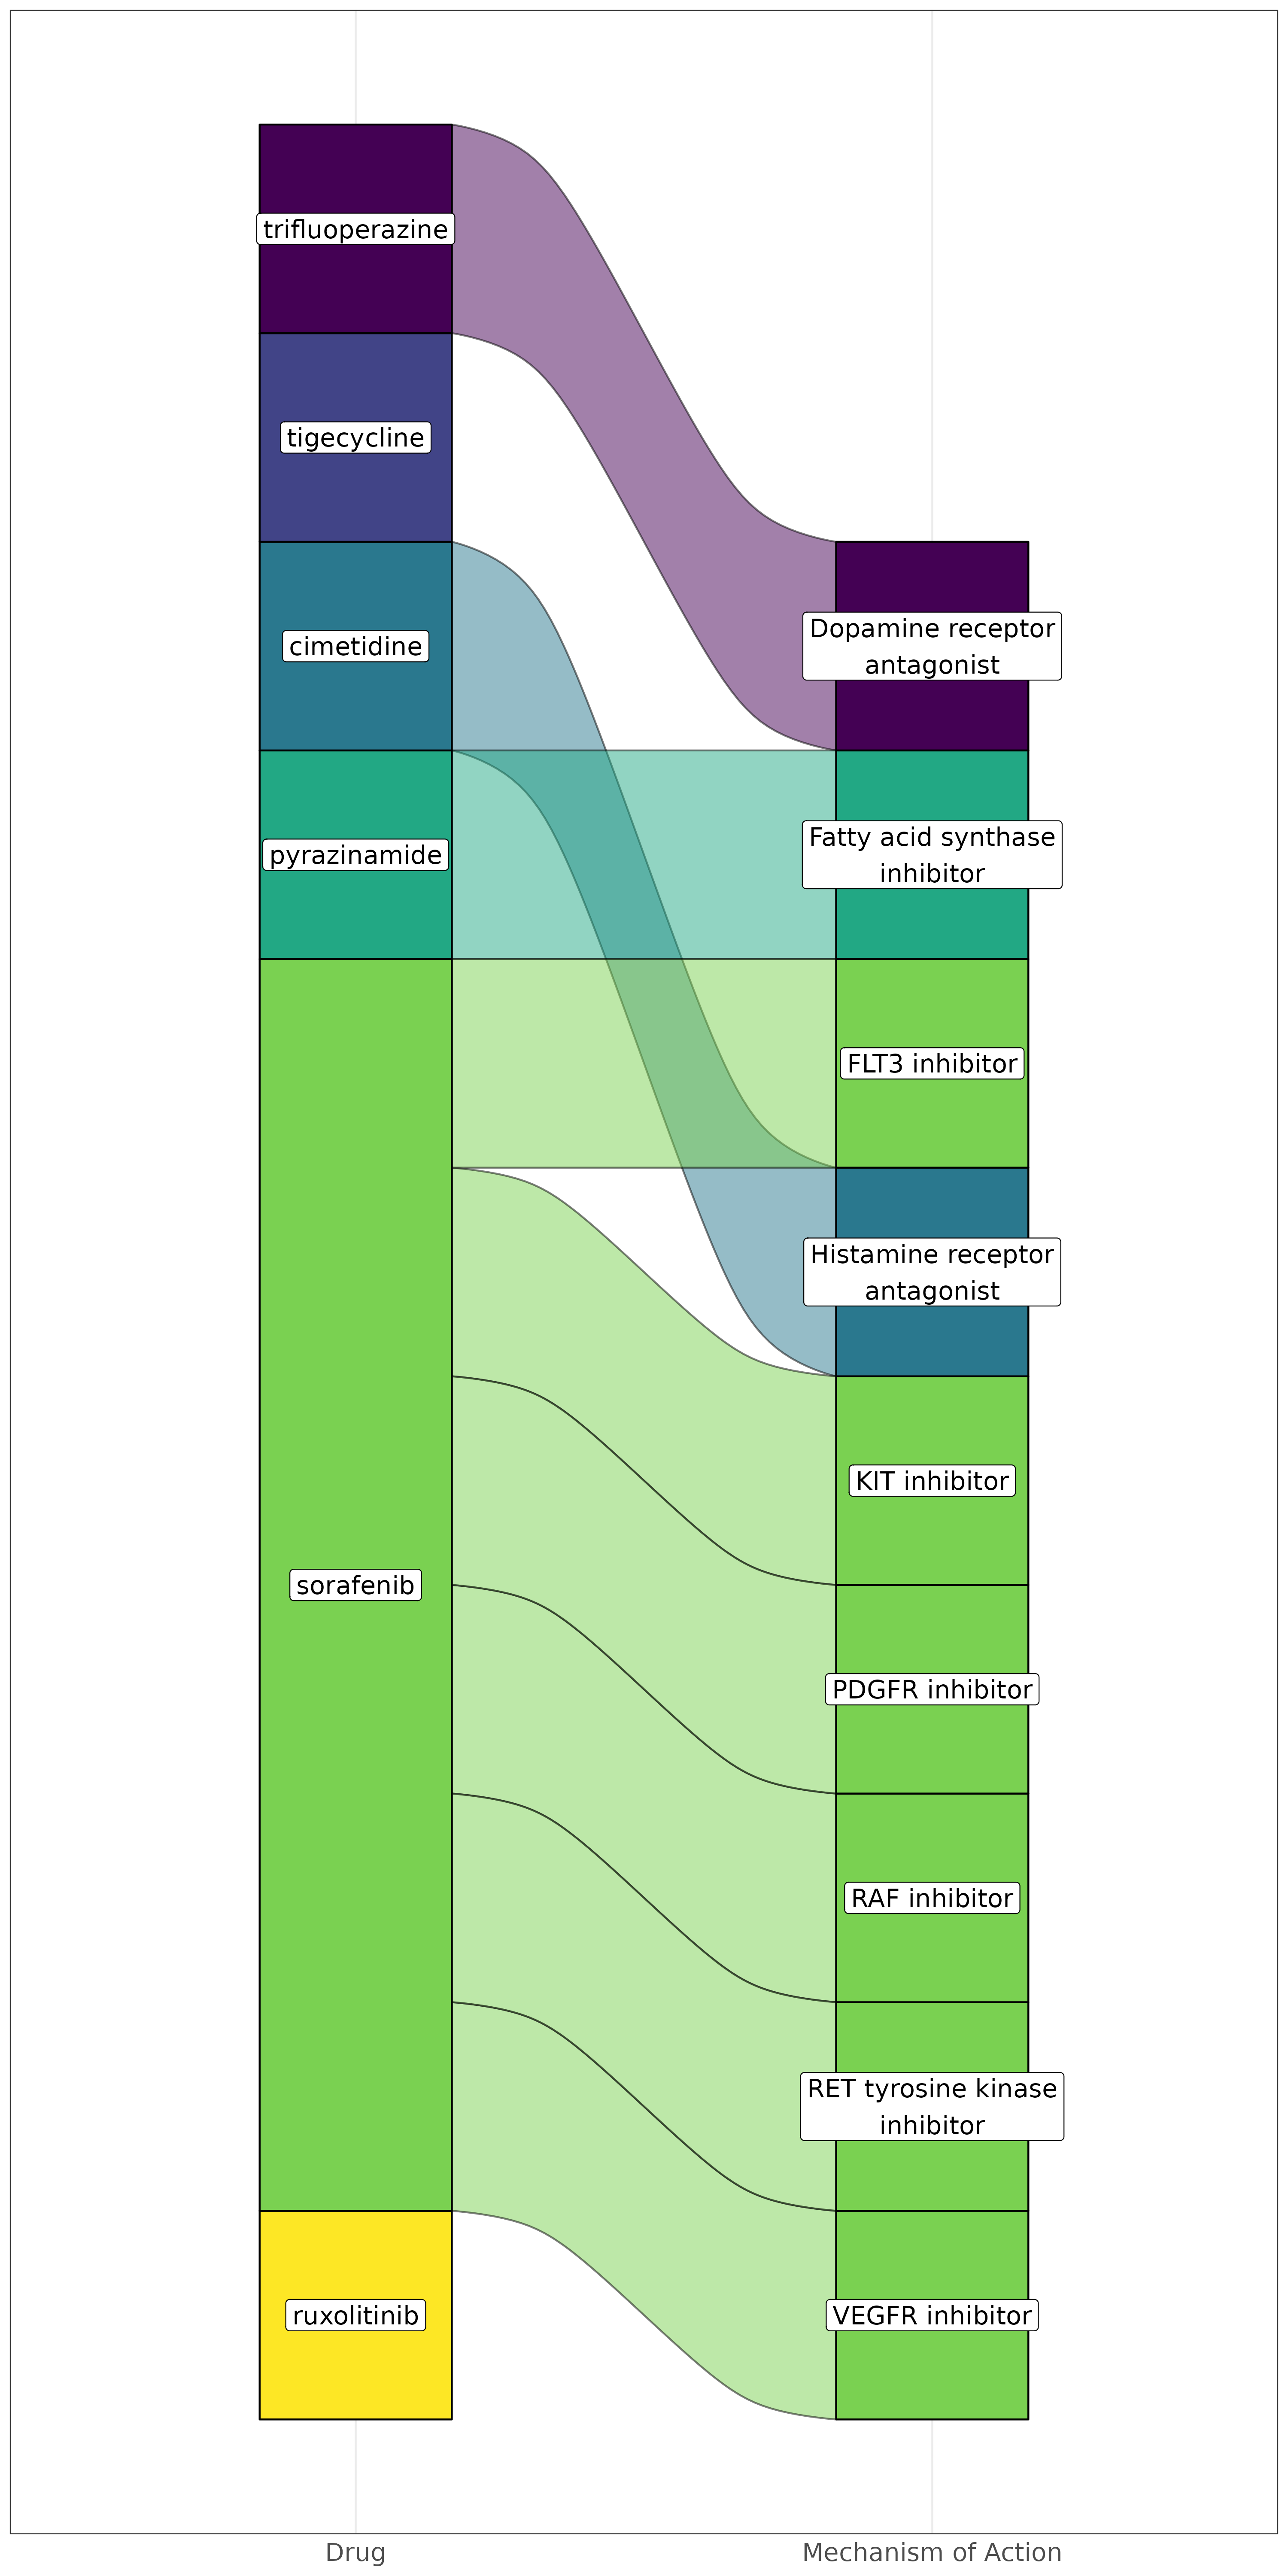 trifluoperazine
tigecycline
cimetidine
pyrazinamide
sorafenib
ruxolitinib
Dopamine receptor
antagonist
Fatty acid synthase
inhibitor
FLT3 inhibitor
Histamine receptor
antagonist
KIT inhibitor
PDGFR inhibitor
RAF inhibitor
RET tyrosine kinase
inhibitor
VEGFR inhibitor
Drug
Mechanism of Action